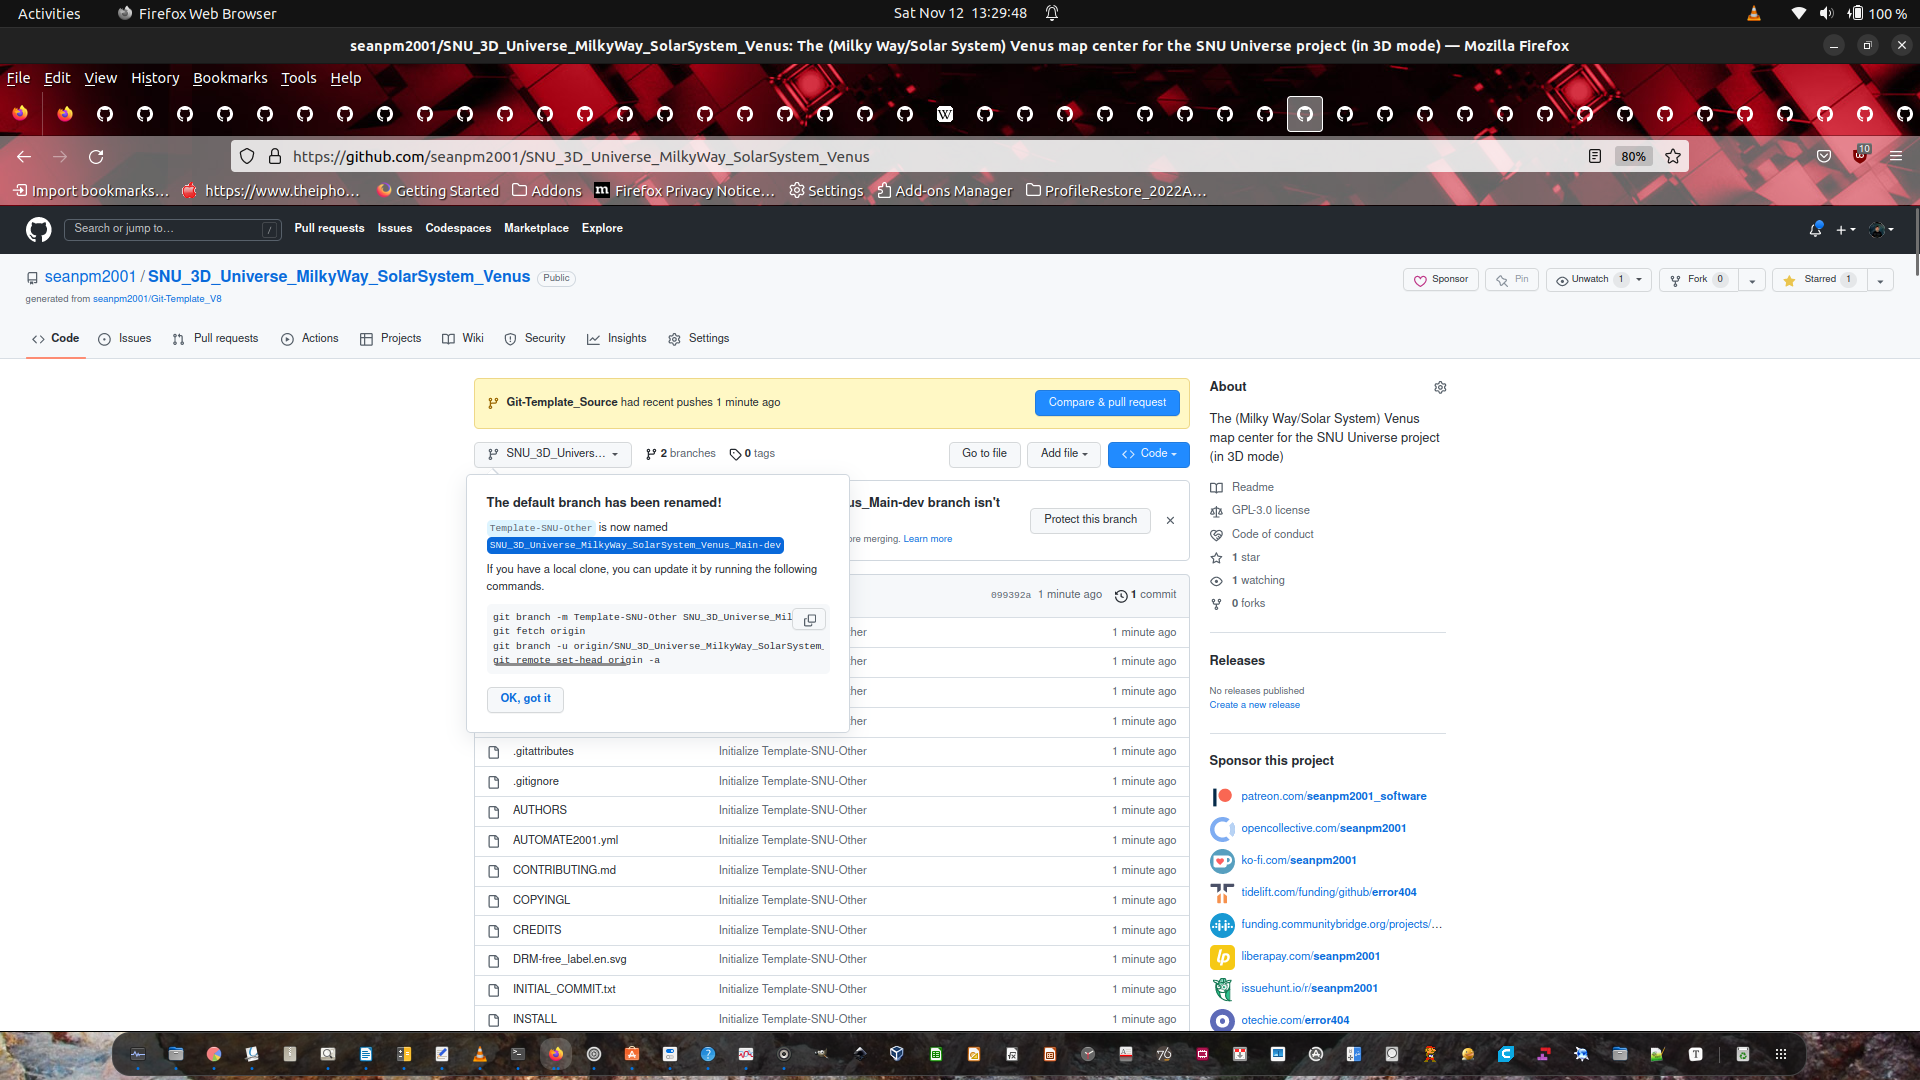 Activities Firefox Web Browser Sat Nov 12 13:29:48 100 %
seanpm2001/SNU_3D_Universe_MilkyWay_SolarSystem_Venus: The (Milky Way/Solar System) Venus map center for the SNU Universe project (in 3D mode) — Mozilla Firefox
File Edit View History Bookmarks Tools Help
https://github.com/seanpm2001/SNU_3D_Universe_MilkyWay_SolarSystem_Venus 80% 10
Import bookmarks... https://www.theipho... Getting Started Addons Firefox Privacy Notice... Settings Add-ons Manager ProfileRestore_2022A...
Search or jump to... / Pull requests Issues Codespaces Marketplace Explore
seanpm2001 / SNU_3D_Universe_MilkyWay_SolarSystem_Venus Public Sponsor Pin Unwatch 1 Fork 0 Starred 1
generated from seanpm2001/Git-Template_V8
Code Issues Pull requests Actions Projects Wiki Security Insights Settings
Git-Template_Source had recent pushes 1 minute ago Compare & pull request
SNU_3D_Univers... 2 branches 0 tags Go to file Add file Code
The default branch has been renamed!
Template-SNU-Other is now named
SNU_3D_Universe_MilkyWay_SolarSystem_Venus_Main-dev
If you have a local clone, you can update it by running the following
commands.
git branch -m Template-SNU-Other SNU_3D_Universe_Mil
git fetch origin
git branch -u origin/SNU_3D_Universe_MilkyWay_SolarSystem_
git remote set-head origin -a
OK, got it
us_Main-dev branch isn't
Protect this branch
ore merging. Learn more
099392a 1 minute ago 1 commit
her 1 minute ago
her 1 minute ago
her 1 minute ago
her 1 minute ago
.gitattributes Initialize Template-SNU-Other 1 minute ago
.gitignore Initialize Template-SNU-Other 1 minute ago
AUTHORS Initialize Template-SNU-Other 1 minute ago
AUTOMATE2001.yml Initialize Template-SNU-Other 1 minute ago
CONTRIBUTING.md Initialize Template-SNU-Other 1 minute ago
COPYINGL Initialize Template-SNU-Other 1 minute ago
CREDITS Initialize Template-SNU-Other 1 minute ago
DRM-free_label.en.svg Initialize Template-SNU-Other 1 minute ago
INITIAL_COMMIT.txt Initialize Template-SNU-Other 1 minute ago
INSTALL Initialize Template-SNU-Other 1 minute ago
About
The (Milky Way/Solar System) Venus
map center for the SNU Universe project
(in 3D mode)
Readme
GPL-3.0 license
Code of conduct
1 star
1 watching
0 forks
Releases
No releases published
Create a new release
Sponsor this project
patreon.com/seanpm2001_software
opencollective.com/seanpm2001
ko-fi.com/seanpm2001
tidelift.com/funding/github/error404
funding.communitybridge.org/projects/...
liberapay.com/seanpm2001
issuehunt.io/r/seanpm2001
otechie.com/error404